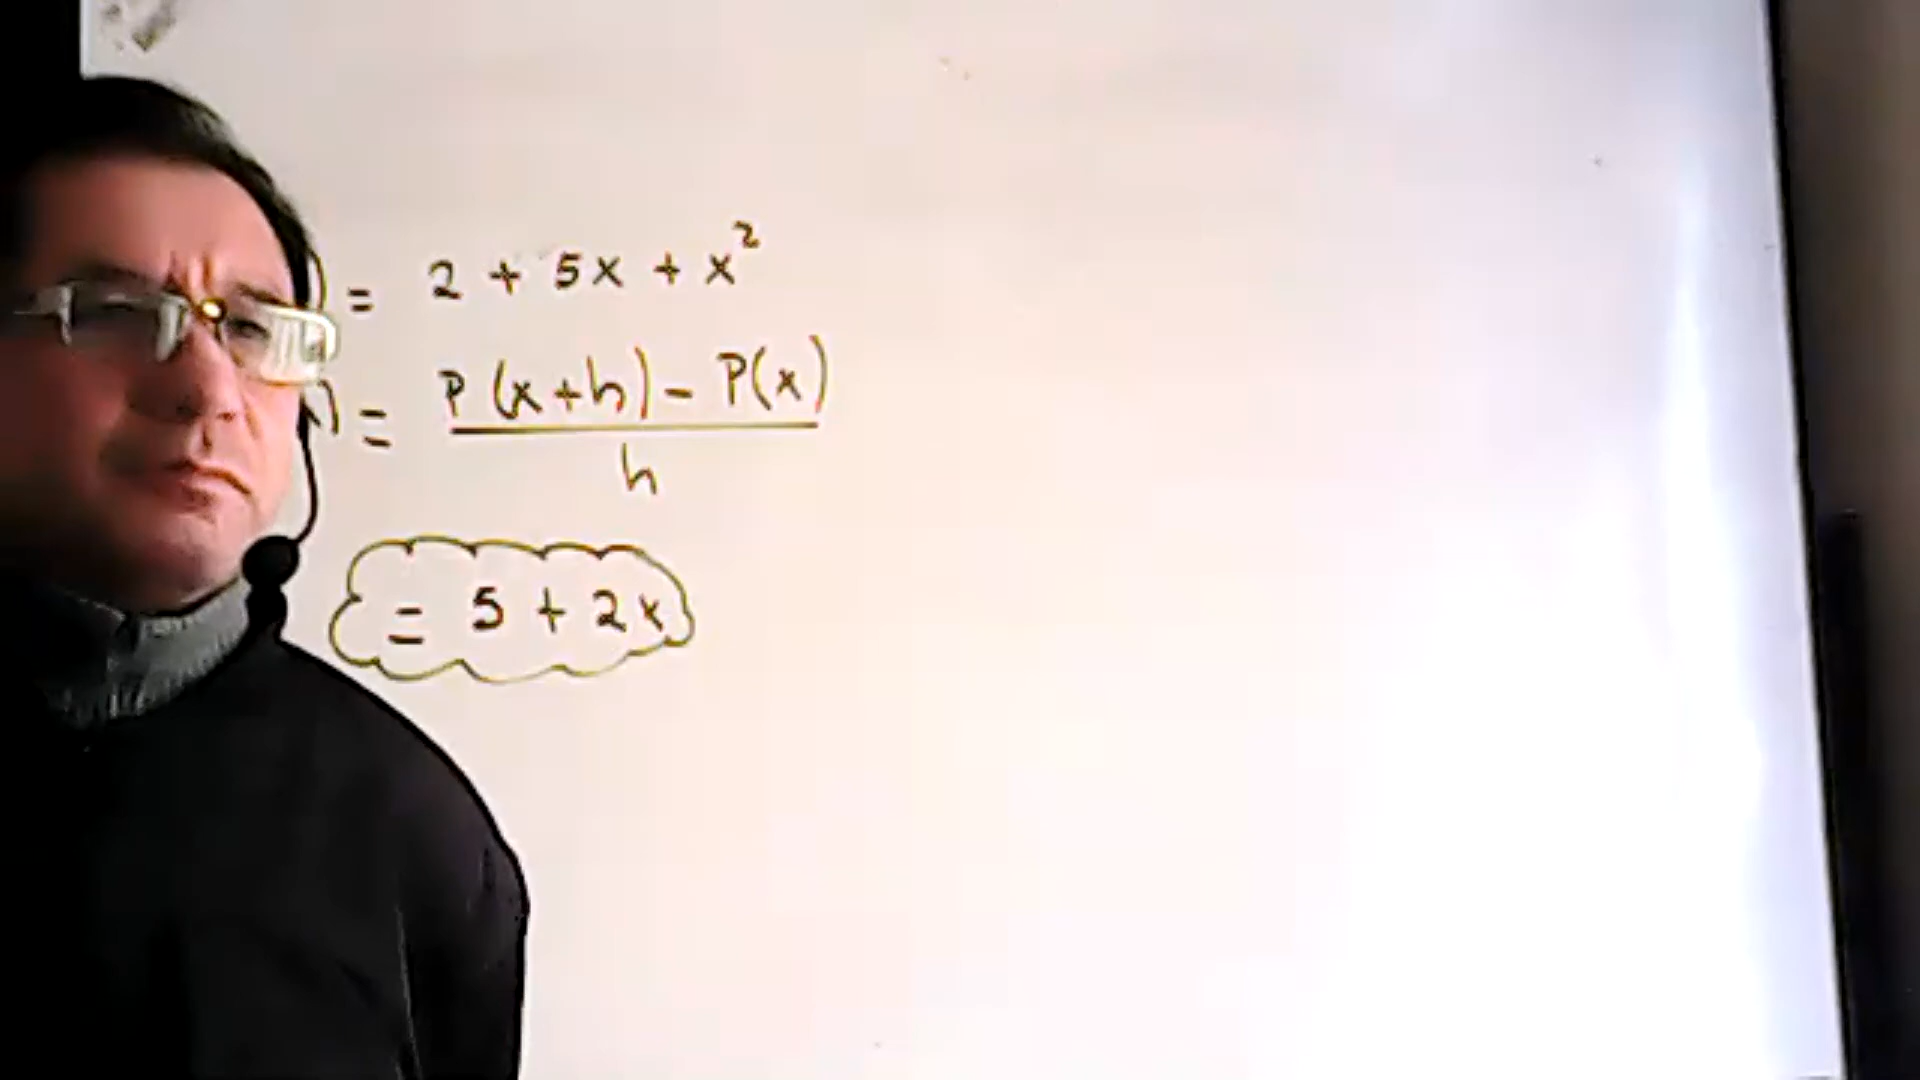 ) = 2 + 5x + x²
) = P(x+h) - P(x)
h
= 5 + 2x